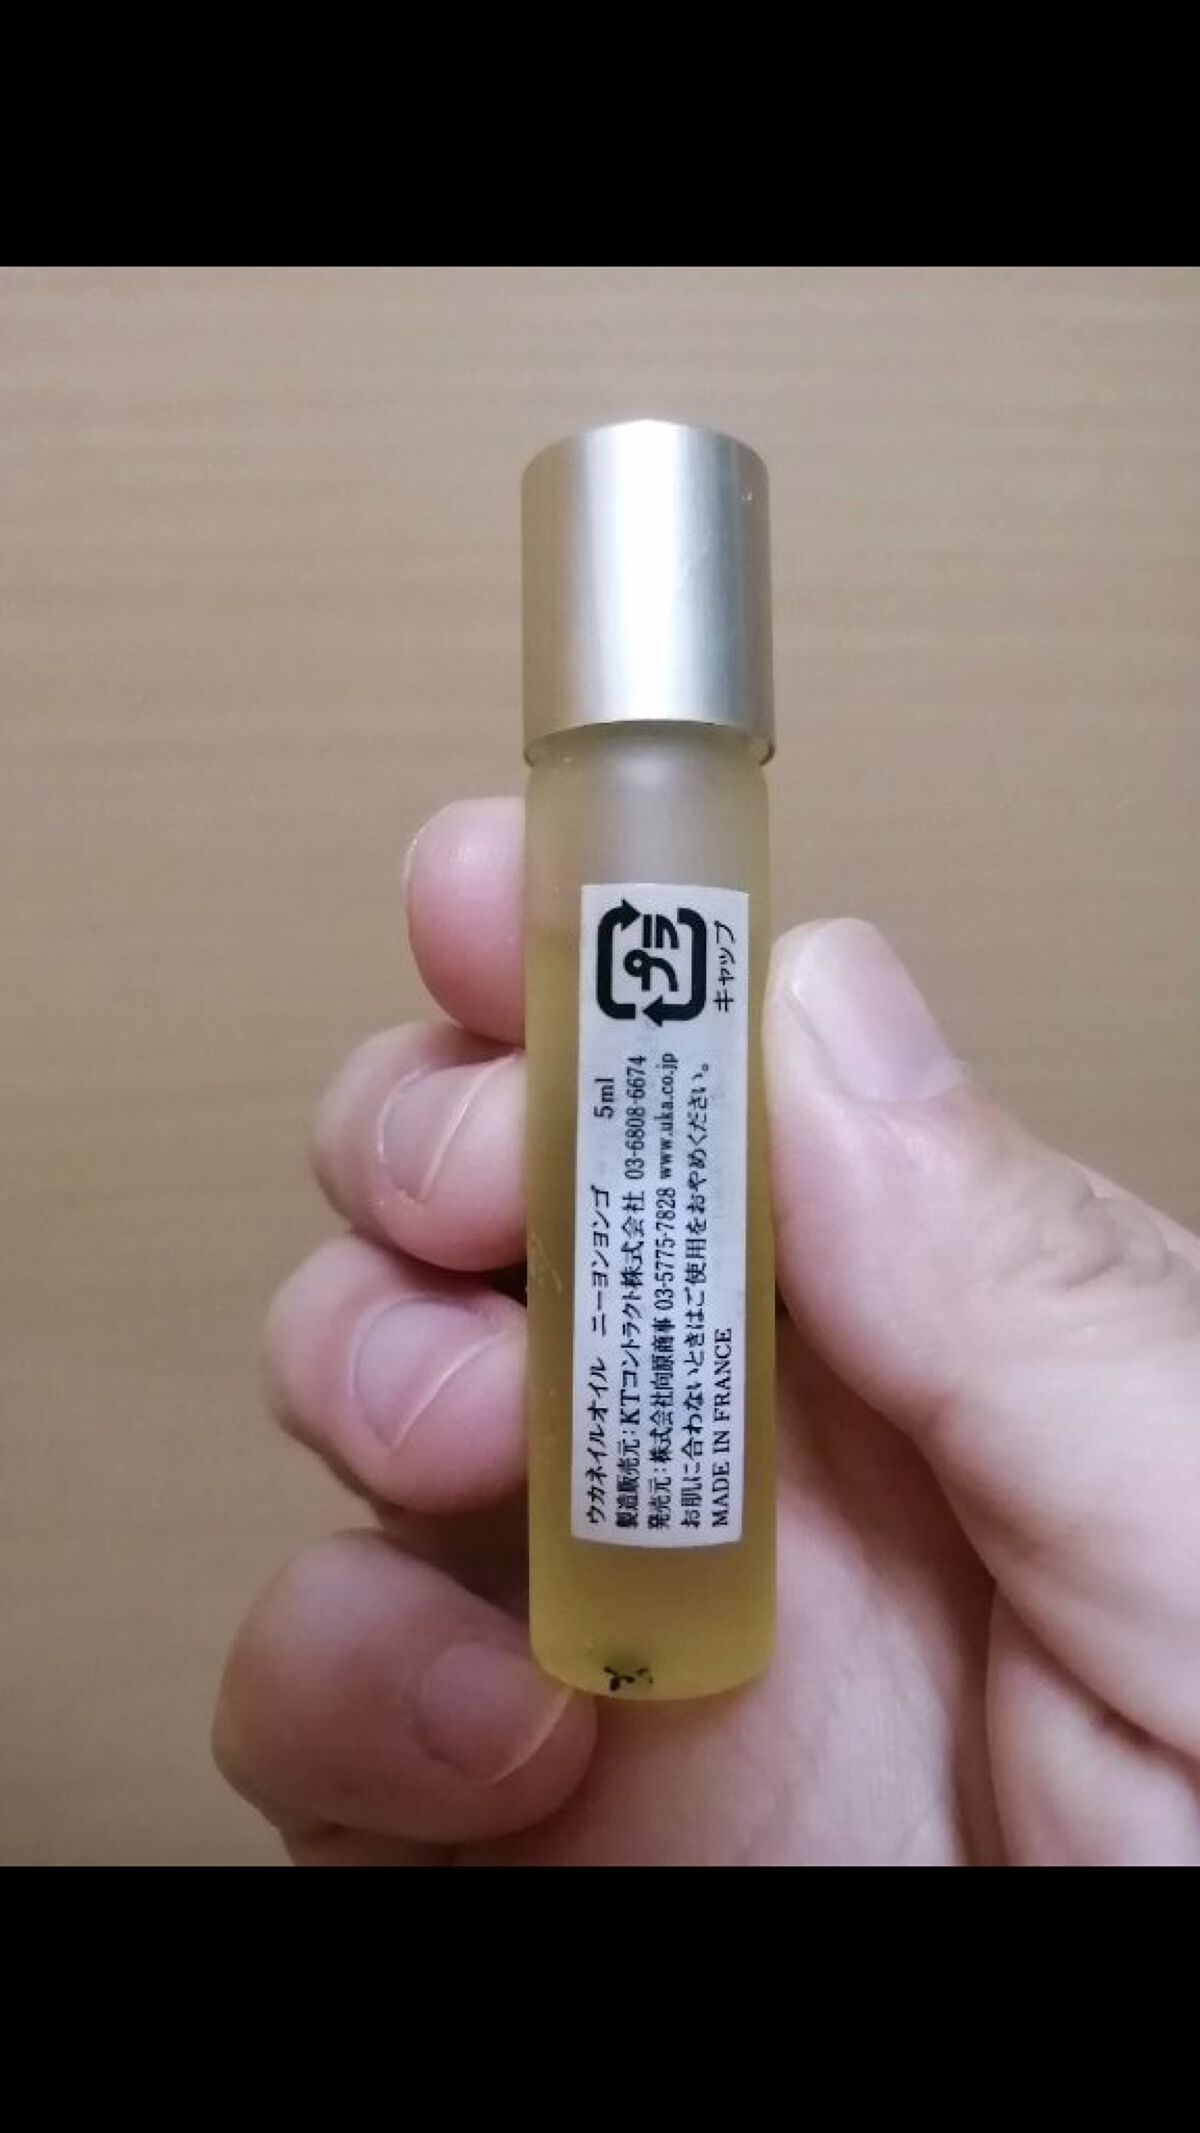 ウカネイルオイル ニーヨンヨンゴ 5ml
製造販売元:KTコントラクト株式会社 03-6808-6674
発売元:株式会社向原商事 03-5775-7828 www.uka.co.jp
お肌に合わないときはご使用をおやめください。
MADE IN FRANCE
プラ
キャップ